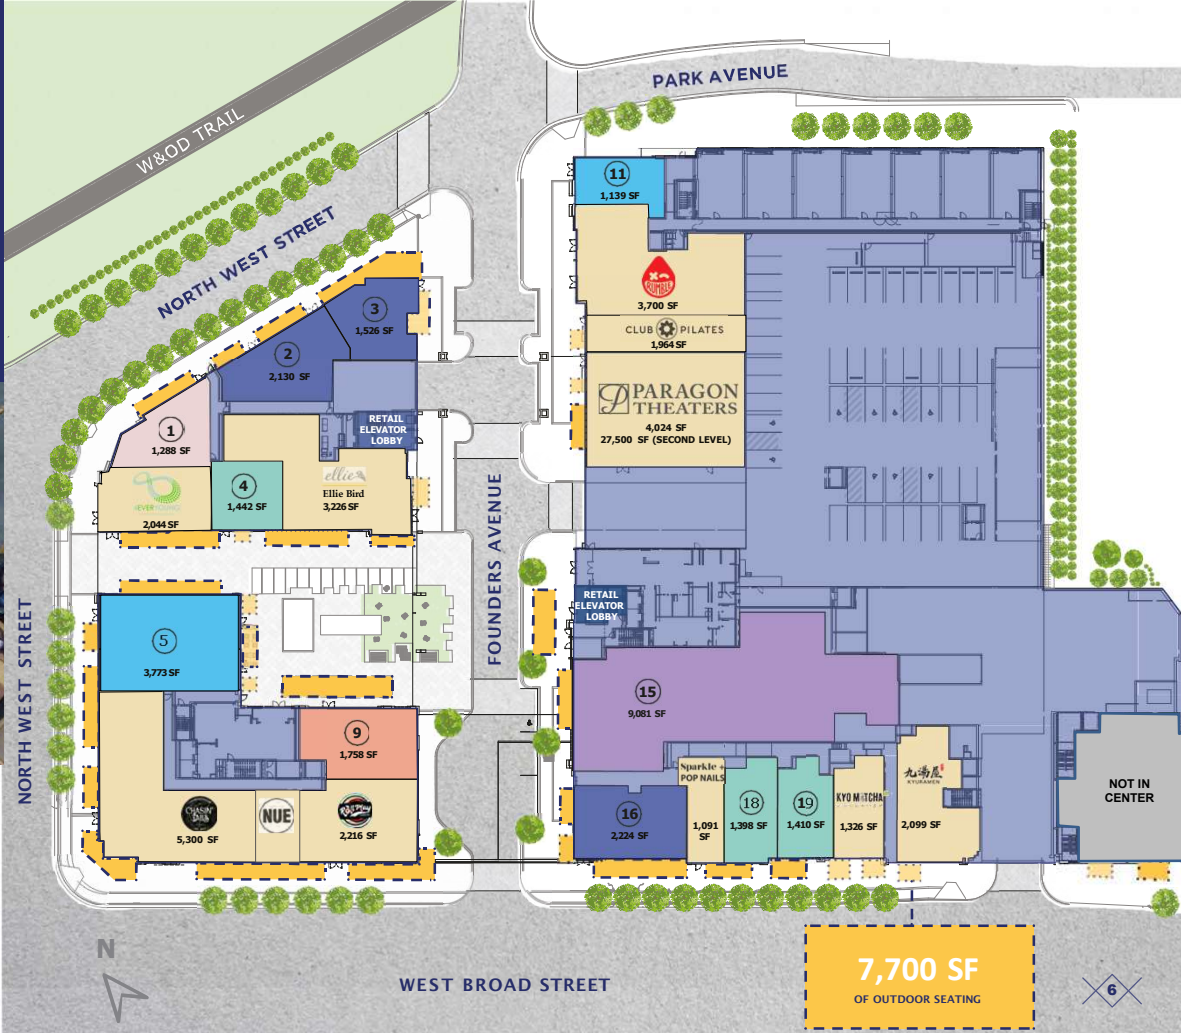 PARK AVENUE
W&OD TRAIL
NORTH WEST STREET
11
1,139 SF
RUMBLE
3,700 SF
CLUB PILATES
1,964 SF
PARAGON
THEATERS
4,024 SF
27,500 SF (SECOND LEVEL)
3
1,526 SF
2
2,130 SF
RETAIL
ELEVATOR
LOBBY
1
1,288 SF
4EVER YOUNG
2,044 SF
4
1,442 SF
ellie
Ellie Bird
3,226 SF
FOUNDERS AVENUE
NORTH WEST STREET
5
3,773 SF
9
1,758 SF
CHASIN'
5,300 SF
NUE
2,216 SF
RETAIL
ELEVATOR
LOBBY
15
9,081 SF
16
2,224 SF
Sparkle +
POP NAILS
1,091
SF
18
1,398 SF
19
1,410 SF
KYO MATCHA
1,326 SF
九湯屋
KYURAMEN
2,099 SF
NOT IN
CENTER
N
WEST BROAD STREET
7,700 SF
OF OUTDOOR SEATING
6